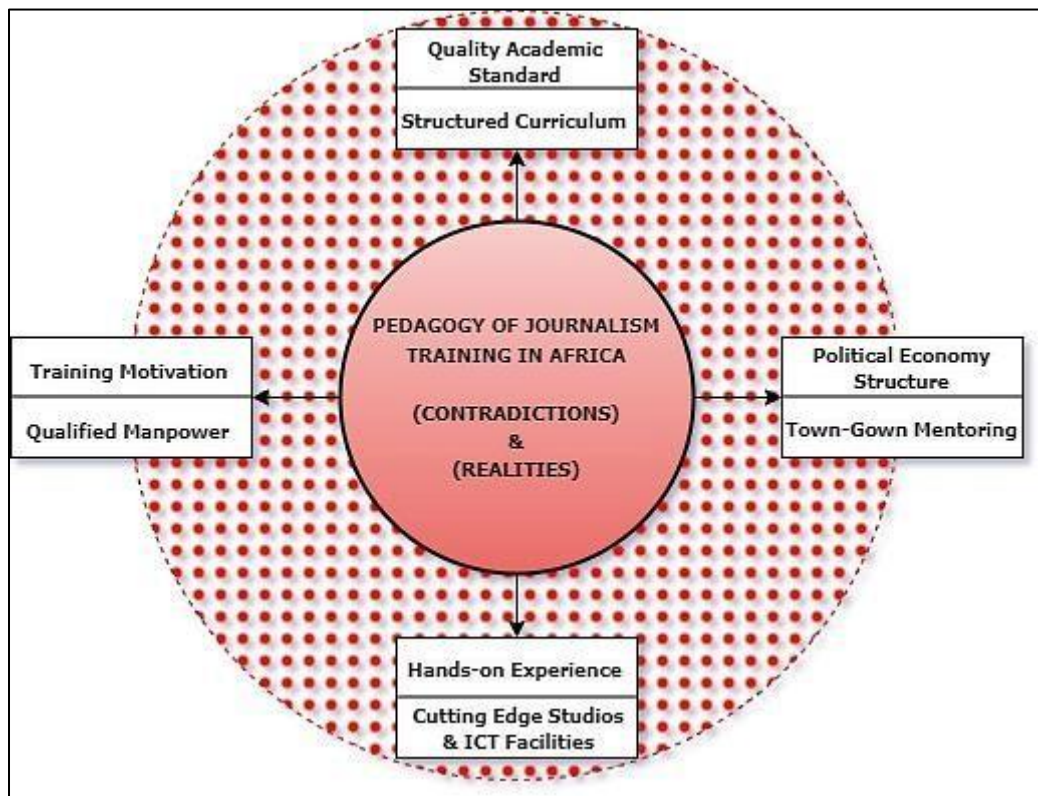 Quality Academic
Standard
Structured Curriculum
PEDAGOGY OF JOURNALISM
TRAINING IN AFRICA
(CONTRADICTIONS)
&
(REALITIES)
Training Motivation
Qualified Manpower
Political Economy
Structure
Town-Gown Mentoring
Hands-on Experience
Cutting Edge Studios
& ICT Facilities